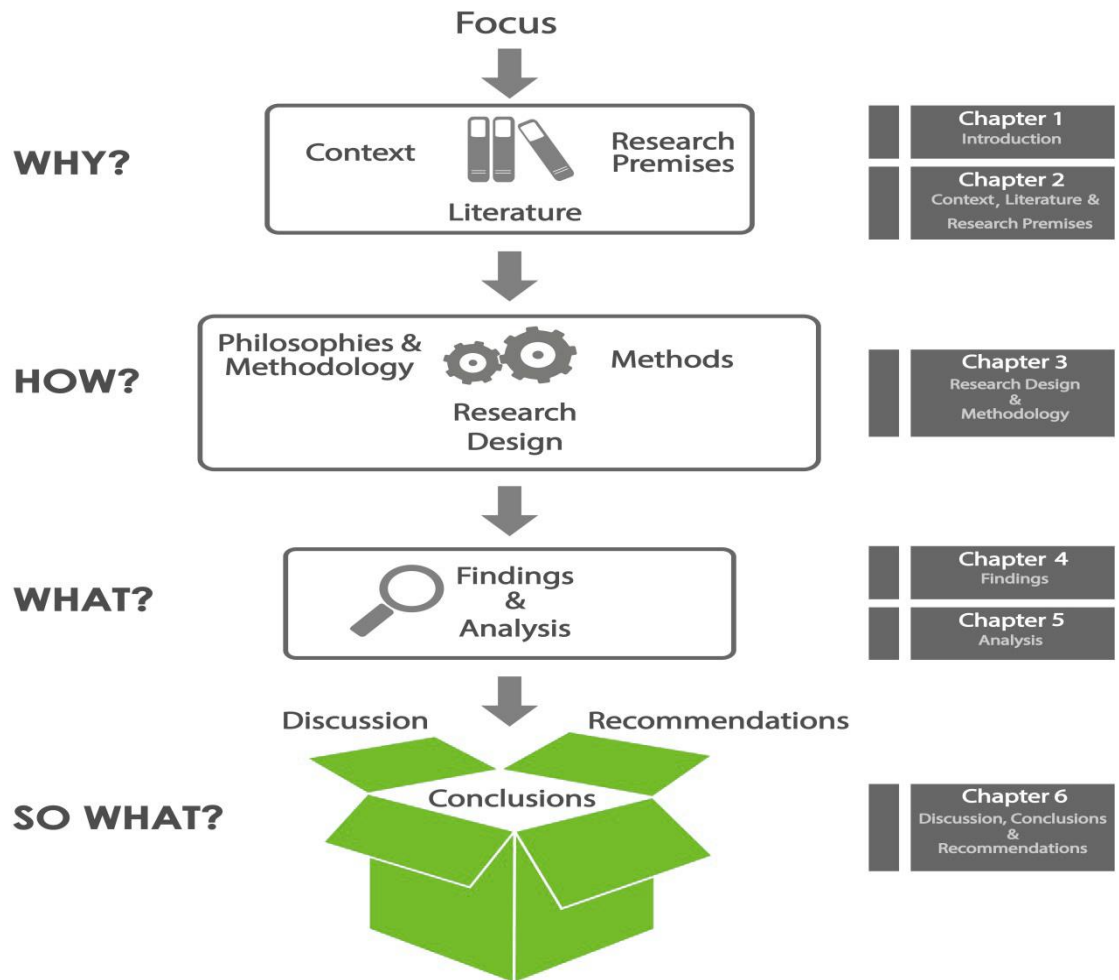 Focus
WHY?
Context
Research
Premises
Literature
Chapter 1
Introduction
Chapter 2
Context, Literature &
Research Premises
HOW?
Philosophies &
Methodology
Methods
Research
Design
Chapter 3
Research Design
&
Methodology
WHAT?
Findings
&
Analysis
Chapter 4
Findings
Chapter 5
Analysis
SO WHAT?
Discussion
Recommendations
Conclusions
Chapter 6
Discussion, Conclusions
&
Recommendations